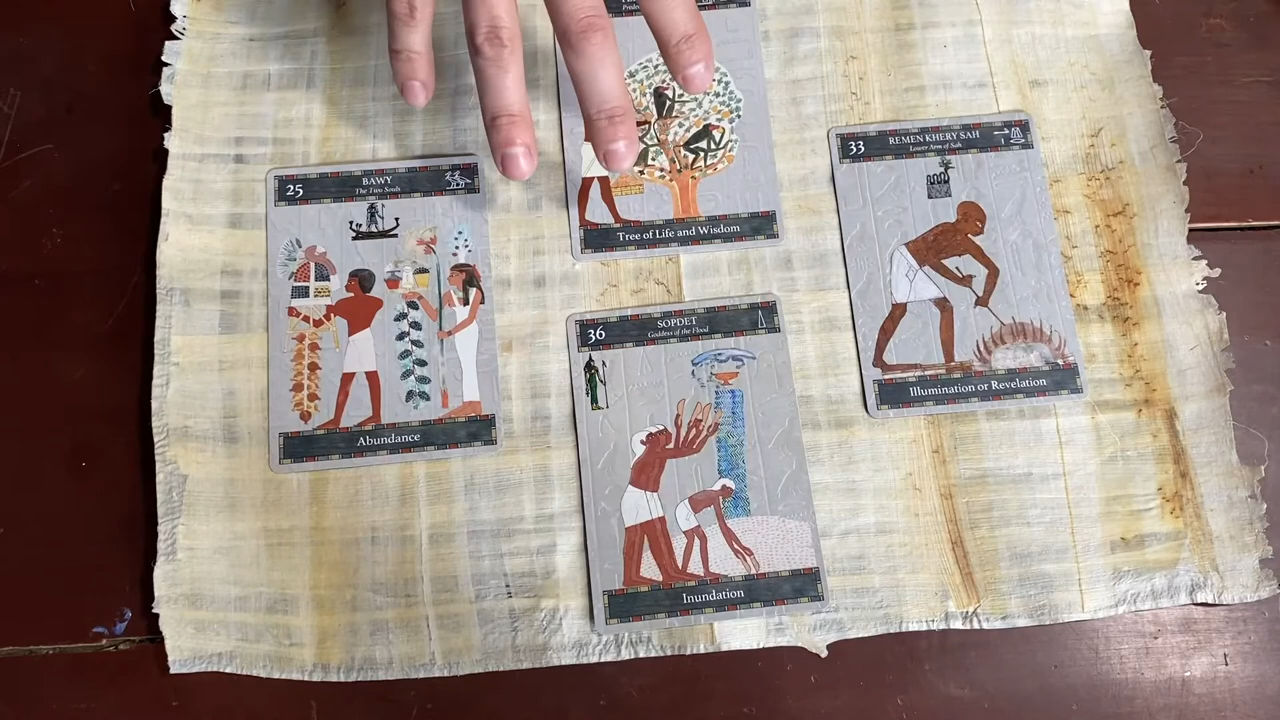 25
BAWY
The Two Souls
Abundance
Tree of Life and Wisdom
33
REMEN KHERY SAH
Lower Arm of Sah
Illumination or Revelation
36
SOPDET
Goddess of the Flood
Inundation